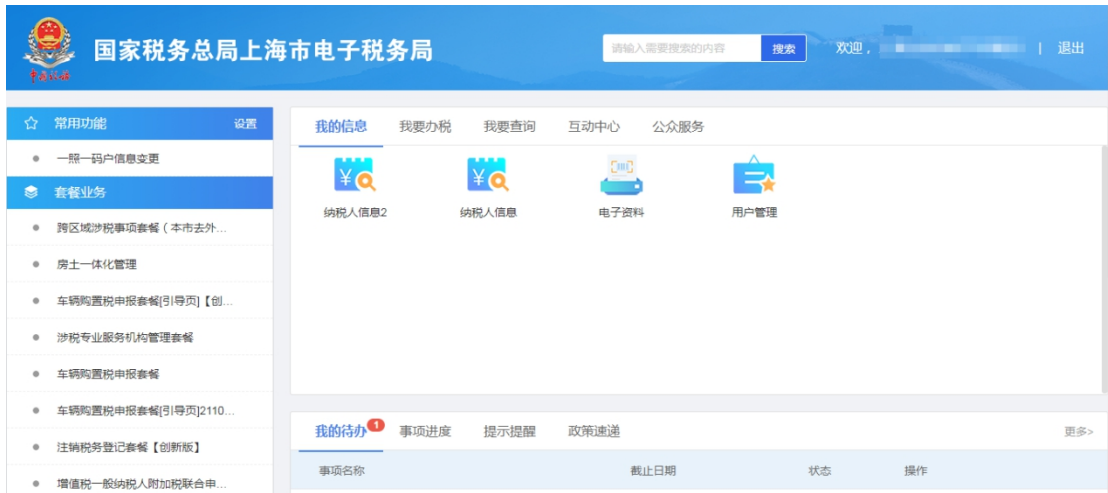 国家税务总局上海市电子税务局
请输入需要搜索的内容 搜索 欢迎， | 退出
常用功能 设置
一照一码户信息变更
套餐业务
跨区域涉税事项套餐（本市去外...
房土一体化管理
车辆购置税申报套餐[引导页]【创...
涉税专业服务机构管理套餐
车辆购置税申报套餐
车辆购置税申报套餐[引导页]2110...
注销税务登记套餐【创新版】
增值税一般纳税人附加税联合申...
我的信息 我要办税 我要查询 互动中心 公众服务
纳税人信息2 纳税人信息 电子资料 用户管理
我的待办 1 事项进度 提示提醒 政策速递 更多>
事项名称 截止日期 状态 操作